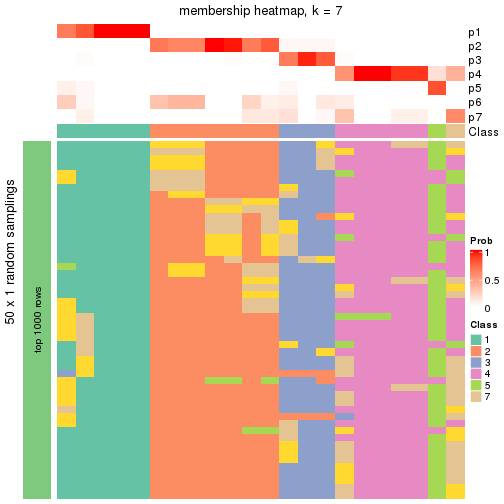 membership heatmap, k = 7
p1
p2
p3
p4
p5
p6
p7
Class
50 x 1 random samplings
top 1000 rows
Prob
1
0.5
0
Class
1
2
3
4
5
7